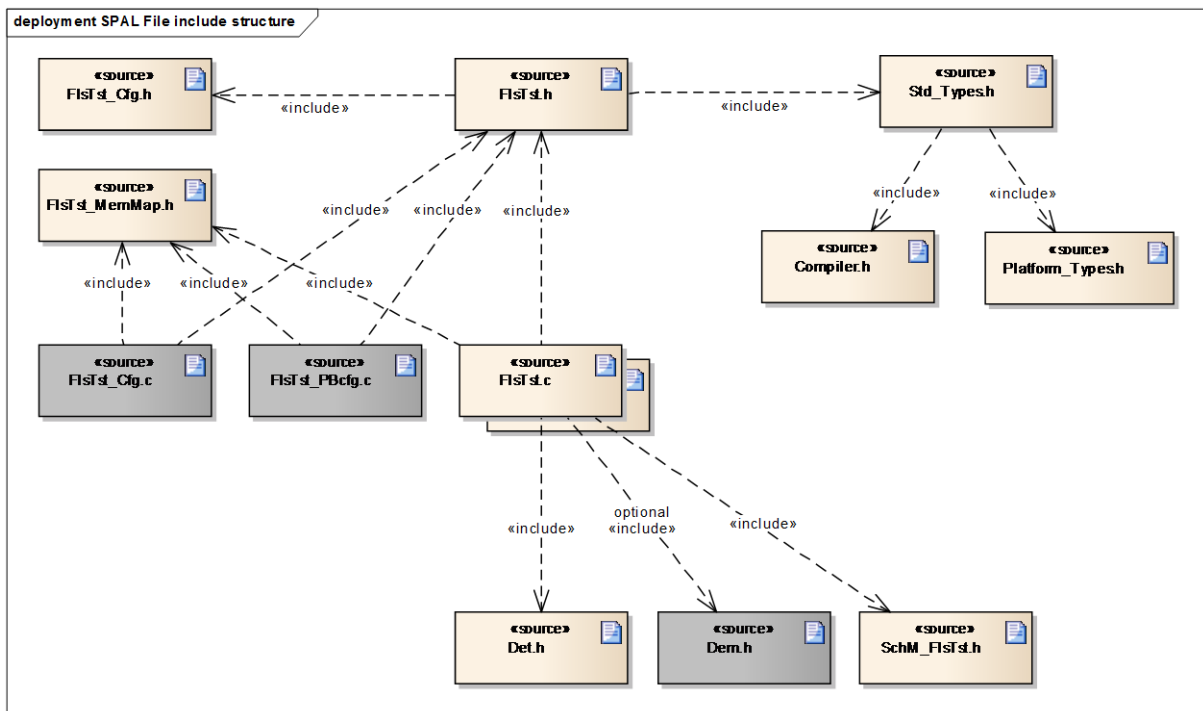 deployment SPAL File include structure
«source»
FlsTst_Cfg.h
«source»
FlsTst.h
«source»
Std_Types.h
«include»
«include»
«source»
FlsTst_MemMap.h
«include»
«include»
«include»
«include»
«include»
«source»
Compiler.h
«source»
Platform_Types.h
«include»
«include»
«include»
«source»
FlsTst_Cfg.c
«source»
FlsTst_PBcfg.c
«source»
FlsTst.c
optional
«include»
«include»
«include»
«source»
Det.h
«source»
Dem.h
«source»
SchM_FlsTst.h